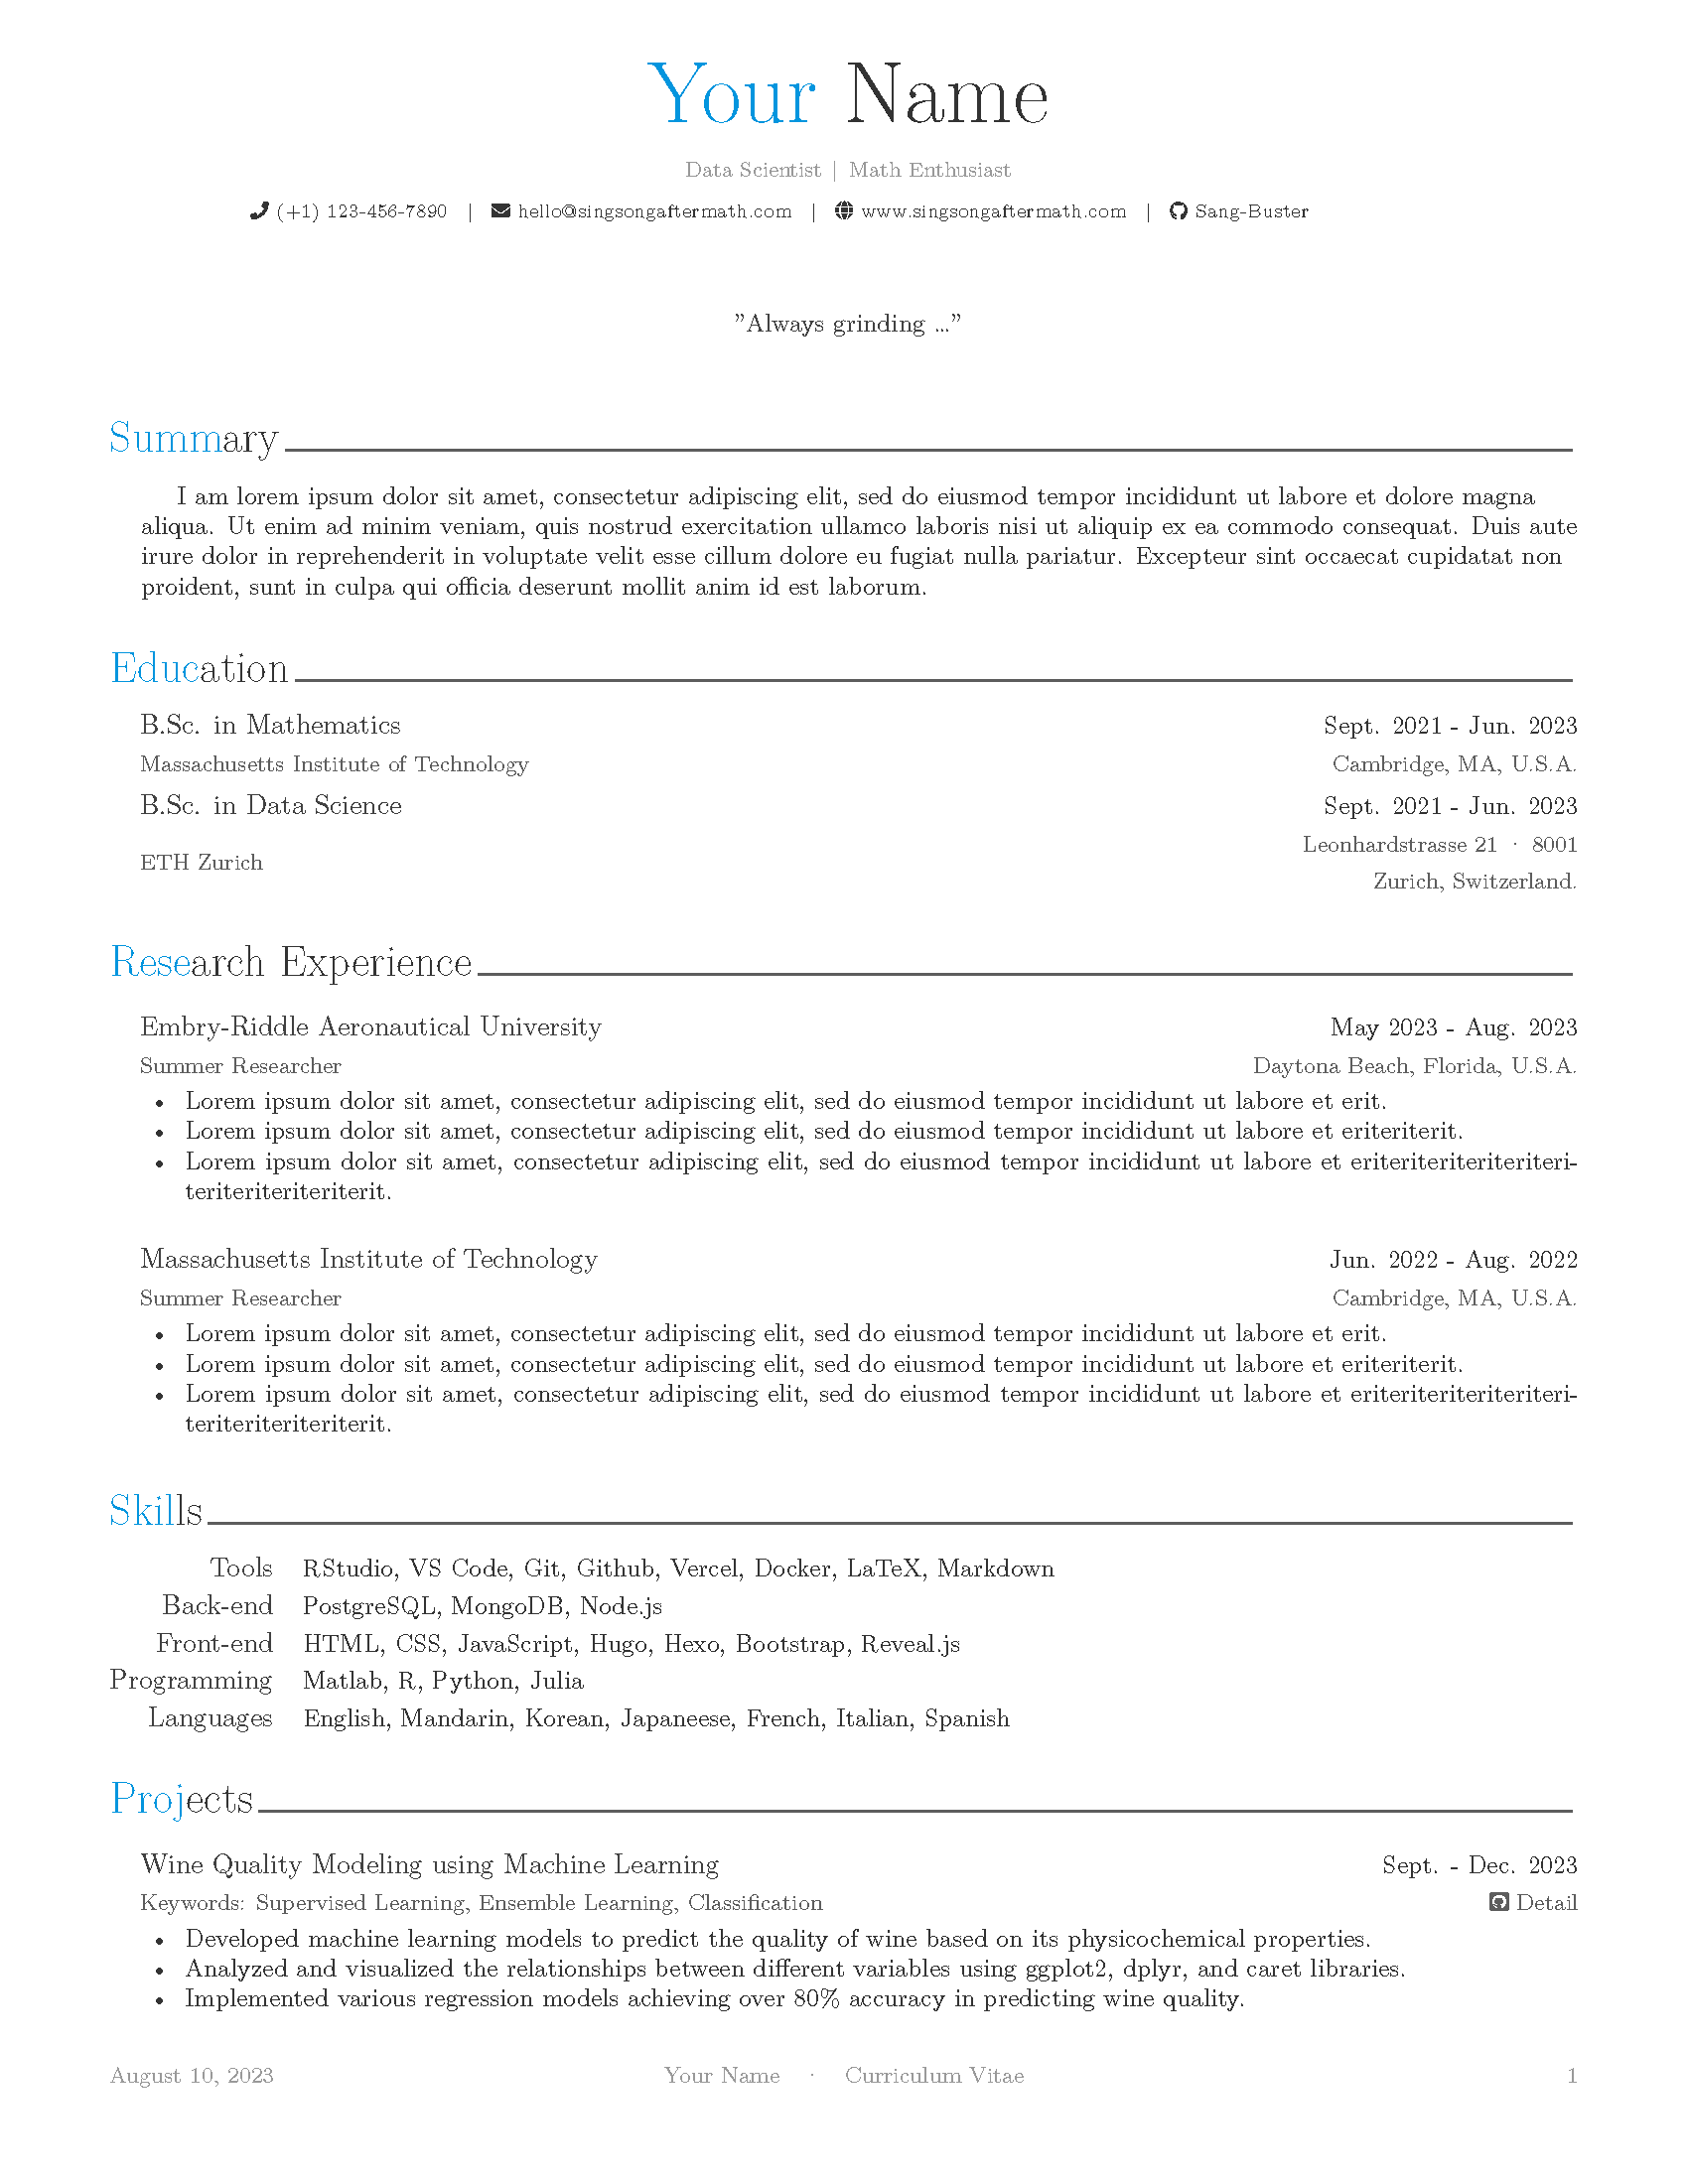 Your Name
Data Scientist | Math Enthusiast
(+1) 123-456-7890 | hello@singsongaftermath.com | www.singsongaftermath.com | Sang-Buster
”Always grinding ...”
Summary
I am lorem ipsum dolor sit amet, consectetur adipiscing elit, sed do eiusmod tempor incididunt ut labore et dolore magna
aliqua. Ut enim ad minim veniam, quis nostrud exercitation ullamco laboris nisi ut aliquip ex ea commodo consequat. Duis aute
irure dolor in reprehenderit in voluptate velit esse cillum dolore eu fugiat nulla pariatur. Excepteur sint occaecat cupidatat non
proident, sunt in culpa qui officia deserunt mollit anim id est laborum.
Education
B.Sc. in Mathematics Sept. 2021 - Jun. 2023
Massachusetts Institute of Technology Cambridge, MA, U.S.A.
B.Sc. in Data Science Sept. 2021 - Jun. 2023
Leonhardstrasse 21 · 8001
ETH Zurich
Zurich, Switzerland.
Research Experience
Embry-Riddle Aeronautical University May 2023 - Aug. 2023
Summer Researcher Daytona Beach, Florida, U.S.A.
• Lorem ipsum dolor sit amet, consectetur adipiscing elit, sed do eiusmod tempor incididunt ut labore et erit.
• Lorem ipsum dolor sit amet, consectetur adipiscing elit, sed do eiusmod tempor incididunt ut labore et eriteriterit.
• Lorem ipsum dolor sit amet, consectetur adipiscing elit, sed do eiusmod tempor incididunt ut labore et eriteriteriteriteriteri-
teriteriteriteriterit.
Massachusetts Institute of Technology Jun. 2022 - Aug. 2022
Summer Researcher Cambridge, MA, U.S.A.
• Lorem ipsum dolor sit amet, consectetur adipiscing elit, sed do eiusmod tempor incididunt ut labore et erit.
• Lorem ipsum dolor sit amet, consectetur adipiscing elit, sed do eiusmod tempor incididunt ut labore et eriteriterit.
• Lorem ipsum dolor sit amet, consectetur adipiscing elit, sed do eiusmod tempor incididunt ut labore et eriteriteriteriteriteri-
teriteriteriteriterit.
Skills
Tools RStudio, VS Code, Git, Github, Vercel, Docker, LaTeX, Markdown
Back-end PostgreSQL, MongoDB, Node.js
Front-end HTML, CSS, JavaScript, Hugo, Hexo, Bootstrap, Reveal.js
Programming Matlab, R, Python, Julia
Languages English, Mandarin, Korean, Japaneese, French, Italian, Spanish
Projects
Wine Quality Modeling using Machine Learning Sept. - Dec. 2023
Keywords: Supervised Learning, Ensemble Learning, Classification Detail
• Developed machine learning models to predict the quality of wine based on its physicochemical properties.
• Analyzed and visualized the relationships between different variables using ggplot2, dplyr, and caret libraries.
• Implemented various regression models achieving over 80% accuracy in predicting wine quality.
August 10, 2023 Your Name · Curriculum Vitae 1